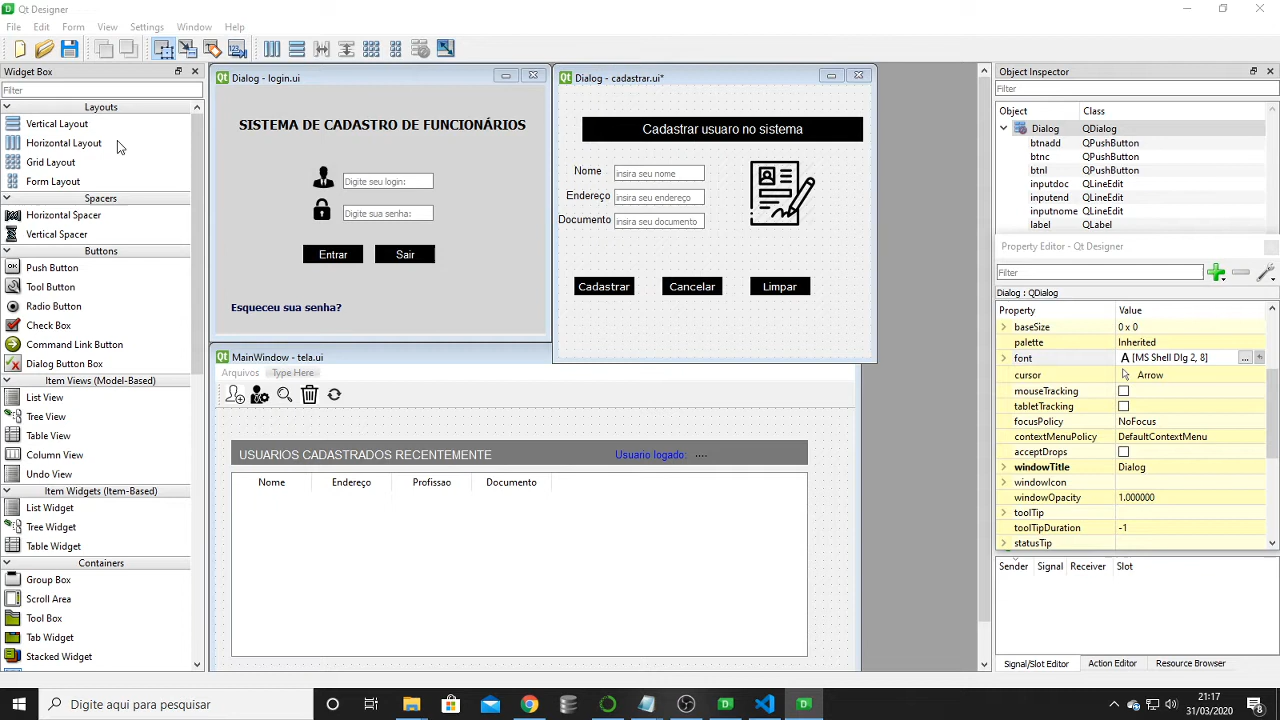 Qt Designer
File Edit Form View Settings Window Help
Widget Box
Filter
Layouts
Vertical Layout
Horizontal Layout
Grid Layout
Form Layout
Spacers
Horizontal Spacer
Vertical Spacer
Buttons
OK Push Button
Tool Button
Radio Button
Check Box
Command Link Button
Dialog Button Box
Item Views (Model-Based)
List View
Tree View
Table View
Column View
Undo View
Item Widgets (Item-Based)
List Widget
Tree Widget
Table Widget
Containers
Group Box
Scroll Area
Tool Box
Tab Widget
Stacked Widget
Qt Dialog - login.ui
SISTEMA DE CADASTRO DE FUNCIONÁRIOS
Digite seu login:
Digite sua senha:
Entrar Sair
Esqueceu sua senha?
Qt Dialog - cadastrar.ui*
Cadastrar usuaro no sistema
Nome insira seu nome
Endereço insira seu endereço
Documento insira seu documento
Cadastrar Cancelar Limpar
Qt MainWindow - tela.ui
Arquivos Type Here
USUARIOS CADASTRADOS RECENTEMENTE Usuario logado: ....
Nome Endereço Profissao Documento
Object Inspector
Filter
Object Class
Dialog QDialog
btnadd QPushButton
btnc QPushButton
btnl QPushButton
inputdoc QLineEdit
inputend QLineEdit
inputnome QLineEdit
label QLabel
Property Editor - Qt Designer
Filter
Dialog : QDialog
Property Value
baseSize 0 x 0
palette Inherited
font A [MS Shell Dlg 2, 8] ...
cursor Arrow
mouseTracking
tabletTracking
focusPolicy NoFocus
contextMenuPolicy DefaultContextMenu
acceptDrops
windowTitle Dialog
windowIcon
windowOpacity 1.000000
toolTip
toolTipDuration -1
statusTip
Sender Signal Receiver Slot
Signal/Slot Editor Action Editor Resource Browser
Digite aqui para pesquisar
21:17
31/03/2020